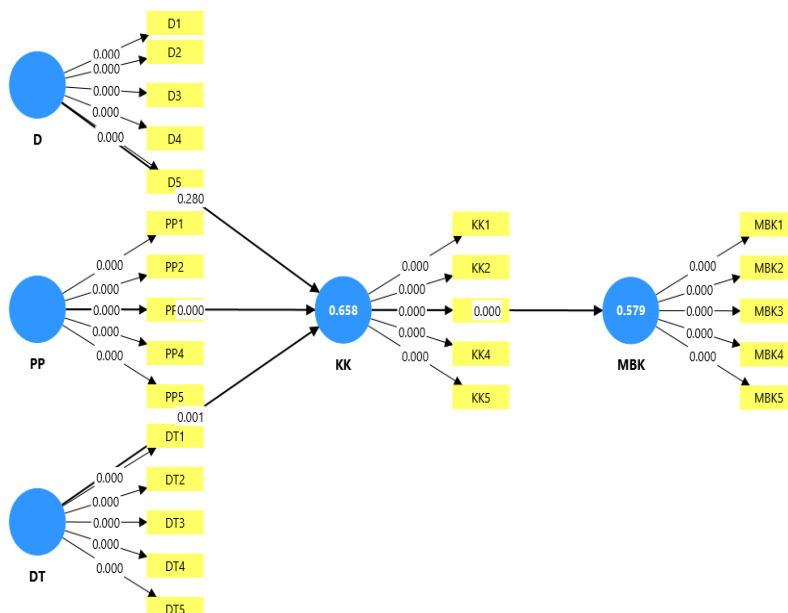 D1
0.000
D2
0.000
0.000
D3
0.000
D4
0.000
D
D5
0.280
PP1
0.000
PP2
0.000
0.000
0.000
0.000
PP4
0.000
PP
PP5
0.001
DT1
0.000
DT2
0.000
0.000
DT3
0.000
DT4
0.000
DT
DT5
0.658
KK
KK1
0.000
KK2
0.000
0.000
0.000
0.000
KK4
0.000
KK5
0.579
MBK
MBK1
0.000
MBK2
0.000
0.000
MBK3
0.000
MBK4
0.000
MBK5